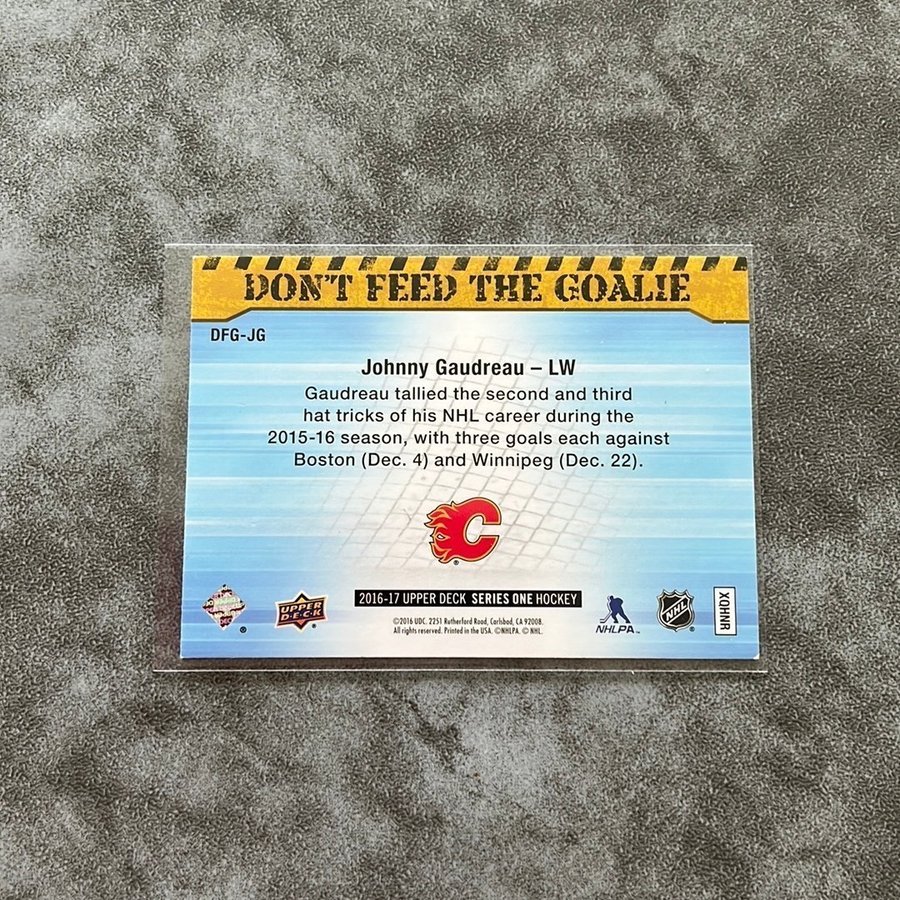 DON'T FEED THE GOALIE
DFG-JG
Johnny Gaudreau – LW
Gaudreau tallied the second and third
hat tricks of his NHL career during the
2015-16 season, with three goals each against
Boston (Dec. 4) and Winnipeg (Dec. 22).
C
®
UPPER
D·E·C·K
®
2016-17 UPPER DECK SERIES ONE HOCKEY
©2016 UDC. 2251 Rutherford Road, Carlsbad, CA 92008.
All rights reserved. Printed in the USA. ©NHLPA. ©NHL.
NHLPA™
NHL
XQHNR